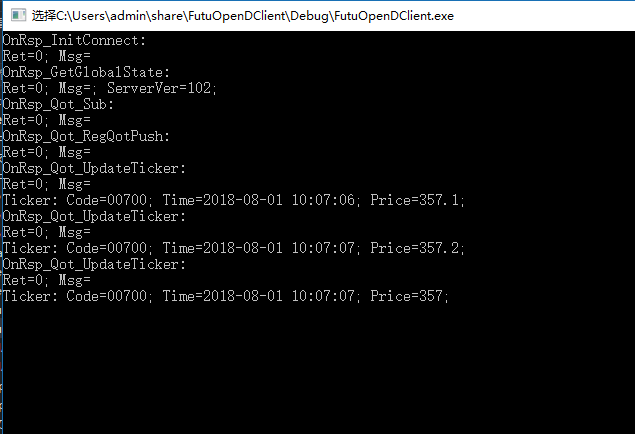 选择C:\Users\admin\share\FutuOpenDClient\Debug\FutuOpenDClient.exe
OnRsp_InitConnect:
Ret=0; Msg=
OnRsp_GetGlobalState:
Ret=0; Msg=; ServerVer=102;
OnRsp_Qot_Sub:
Ret=0; Msg=
OnRsp_Qot_RegQotPush:
Ret=0; Msg=
OnRsp_Qot_UpdateTicker:
Ret=0; Msg=
Ticker: Code=00700; Time=2018-08-01 10:07:06; Price=357.1;
OnRsp_Qot_UpdateTicker:
Ret=0; Msg=
Ticker: Code=00700; Time=2018-08-01 10:07:07; Price=357.2;
OnRsp_Qot_UpdateTicker:
Ret=0; Msg=
Ticker: Code=00700; Time=2018-08-01 10:07:07; Price=357;